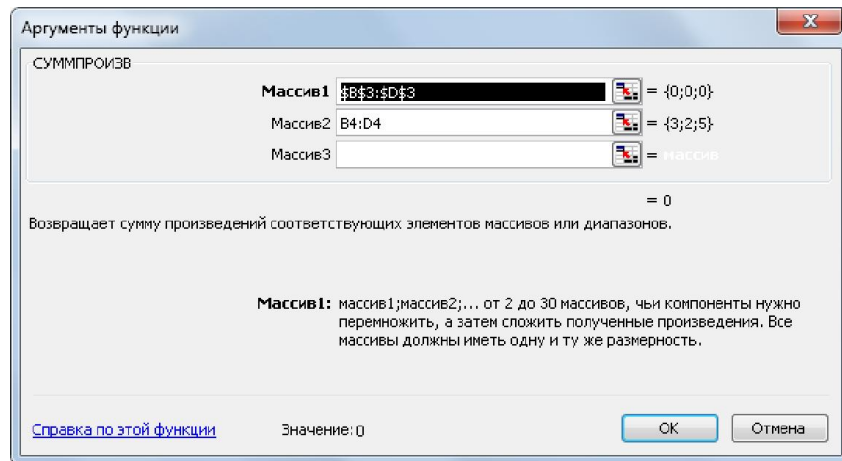 Аргументы функции
СУММПРОИЗВ
Массив1 $B$3:$D$3 = {0;0;0}
Массив2 B4:D4 = {3;2;5}
Массив3 = массив
= 0
Возвращает сумму произведений соответствующих элементов массивов или диапазонов.
Массив1: массив1;массив2;... от 2 до 30 массивов, чьи компоненты нужно
перемножить, а затем сложить полученные произведения. Все
массивы должны иметь одну и ту же размерность.
Справка по этой функции Значение:0 ОК Отмена